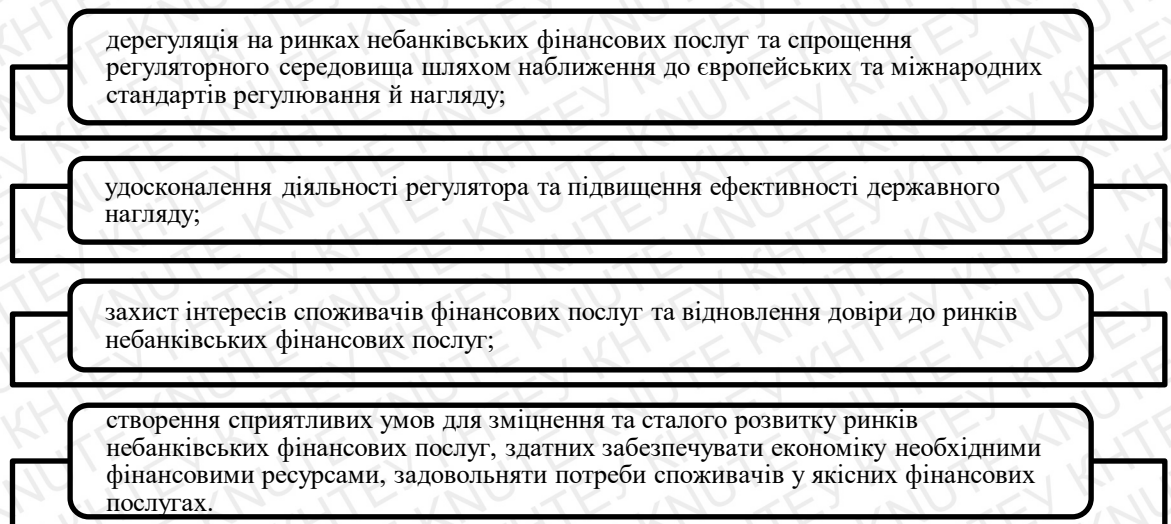 дерегуляція на ринках небанківських фінансових послуг та спрощення
регуляторного середовища шляхом наближення до європейських та міжнародних
стандартів регулювання й нагляду;
удосконалення діяльності регулятора та підвищення ефективності державного
нагляду;
захист інтересів споживачів фінансових послуг та відновлення довіри до ринків
небанківських фінансових послуг;
створення сприятливих умов для зміцнення та сталого розвитку ринків
небанківських фінансових послуг, здатних забезпечувати економіку необхідними
фінансовими ресурсами, задовольняти потреби споживачів у якісних фінансових
послугах.